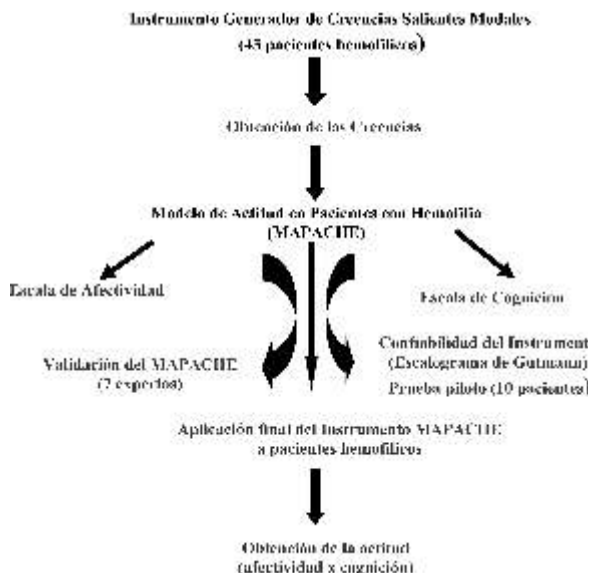 Instrumento Generador de Creencias Salientes Modales
(45 pacientes hemofílicos)
Obtención de las Creencias
Modelo de Actitud en Pacientes con Hemofilia
(MAPACHE)
Escala de Afectividad
Escala de Cognición
Confiabilidad del Instrument
(Escalograma de Gutmann)
Prueba piloto (10 pacientes)
Validación del MAPACHE
(7 expertos)
Aplicación final del Instrumento MAPACHE
a pacientes hemofílicos
Obtención de la actitud
(afectividad x cognición)